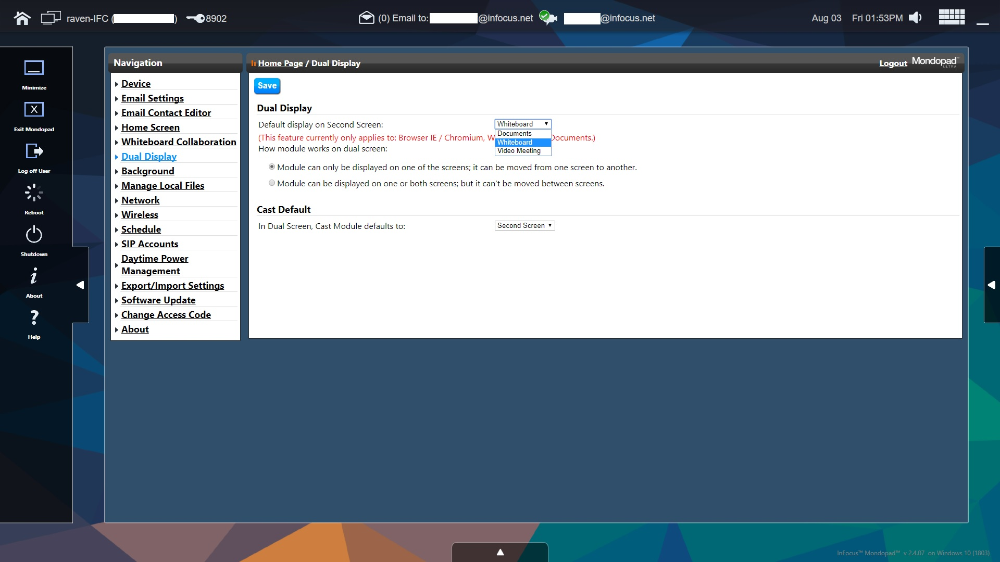 raven-IFC ( ) 8902
(0) Email to: @infocus.net
@infocus.net
Aug 03 Fri 01:53PM
Minimize
X
Exit Mondopad
Log off User
Reboot
Shutdown
i
About
?
Help
Navigation
Device
Email Settings
Email Contact Editor
Home Screen
Whiteboard Collaboration
Dual Display
Background
Manage Local Files
Network
Wireless
Schedule
SIP Accounts
Daytime Power
Management
Export/Import Settings
Software Update
Change Access Code
About
Home Page / Dual Display
Logout Mondopad™
ULTRA
Save
Dual Display
Default display on Second Screen: Whiteboard
Documents
Whiteboard
Video Meeting
(This feature currently only applies to: Browser IE / Chromium, W Documents.)
How module works on dual screen:
Module can only be displayed on one of the screens; it can be moved from one screen to another.
Module can be displayed on one or both screens; but it can't be moved between screens.
Cast Default
In Dual Screen, Cast Module defaults to: Second Screen
InFocus™ Mondopad™ v 2.4.07 on Windows 10 (1803)